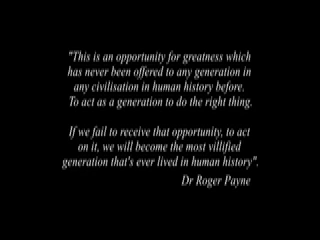 "This is an opportunity for greatness which
has never been offered to any generation in
any civilisation in human history before.
To act as a generation to do the right thing.
If we fail to receive that opportunity, to act
on it, we will become the most villified
generation that's ever lived in human history".
Dr Roger Payne